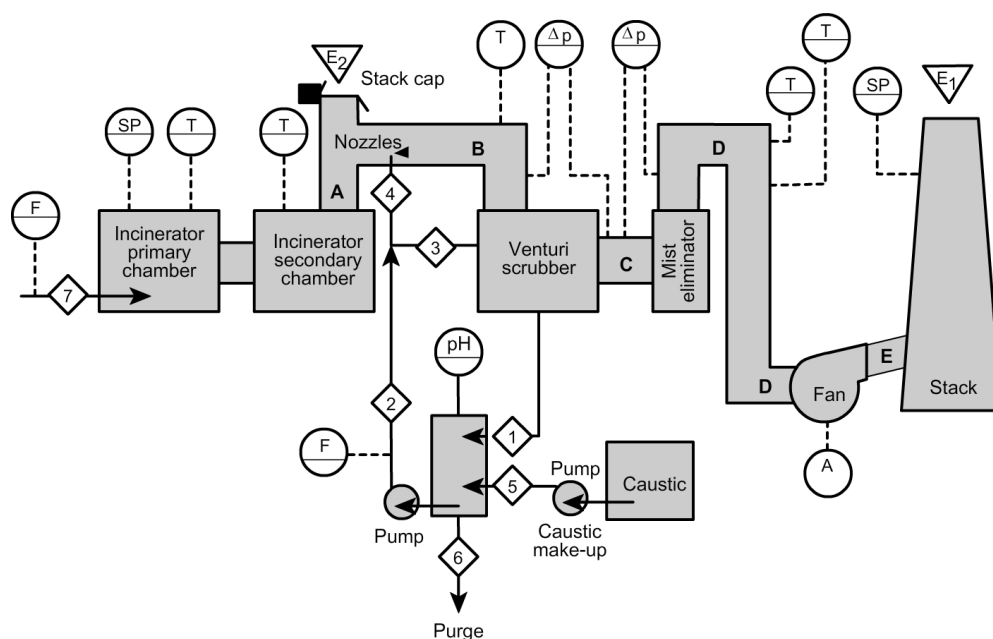 E1
T
T
Δp
Δp
T
SP
E2
Stack cap
SP
T
T
Nozzles
B
D
A
4
F
Incinerator
primary
chamber
Incinerator
secondary
chamber
3
Venturi
scrubber
C
Mist
eliminator
7
pH
E
D
Fan
Stack
2
1
F
5
Pump
Caustic
A
Pump
Caustic
make-up
6
Purge